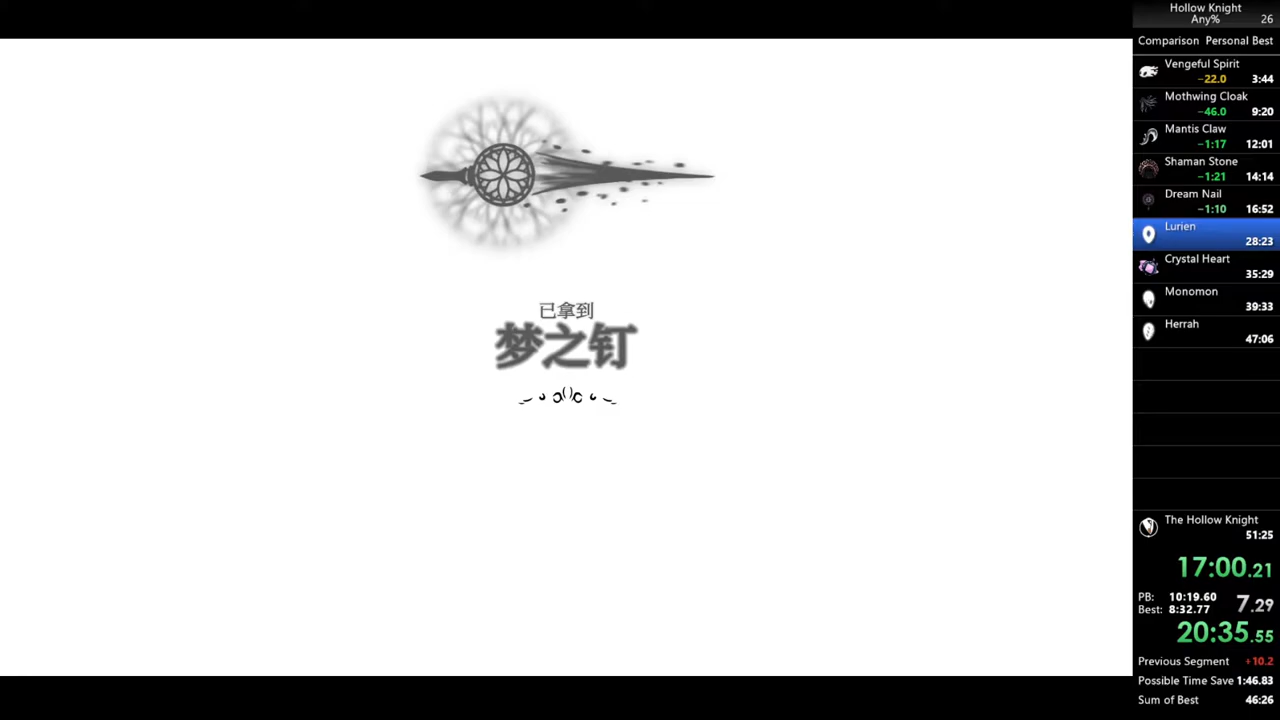 已拿到
梦之钉
Hollow Knight
Any% 26
Comparison Personal Best
Vengeful Spirit
-22.0 3:44
Mothwing Cloak
-46.0 9:20
Mantis Claw
-1:17 12:01
Shaman Stone
-1:21 14:14
Dream Nail
-1:10 16:52
Lurien
28:23
Crystal Heart
35:29
Monomon
39:33
Herrah
47:06
The Hollow Knight
51:25
17:00.21
PB: 10:19.60
Best: 8:32.77
7.29
20:35.55
Previous Segment +10.2
Possible Time Save 1:46.83
Sum of Best 46:26